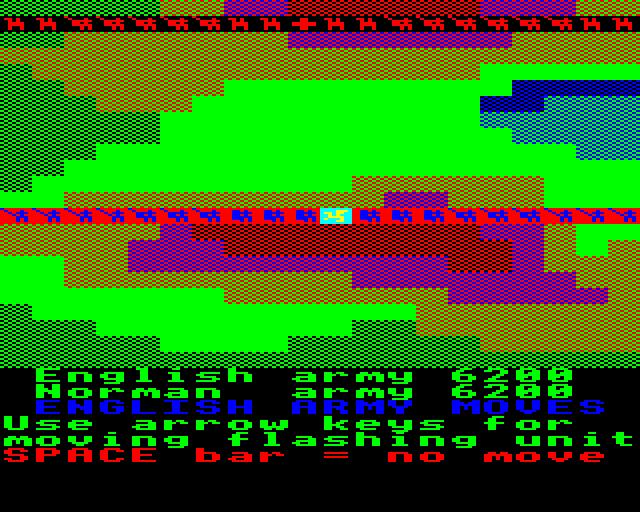 English army 6200
Norman army 6200
ENGLISH ARMY MOVES
Use arrow keys for
moving flashing unit
SPACE bar = no move